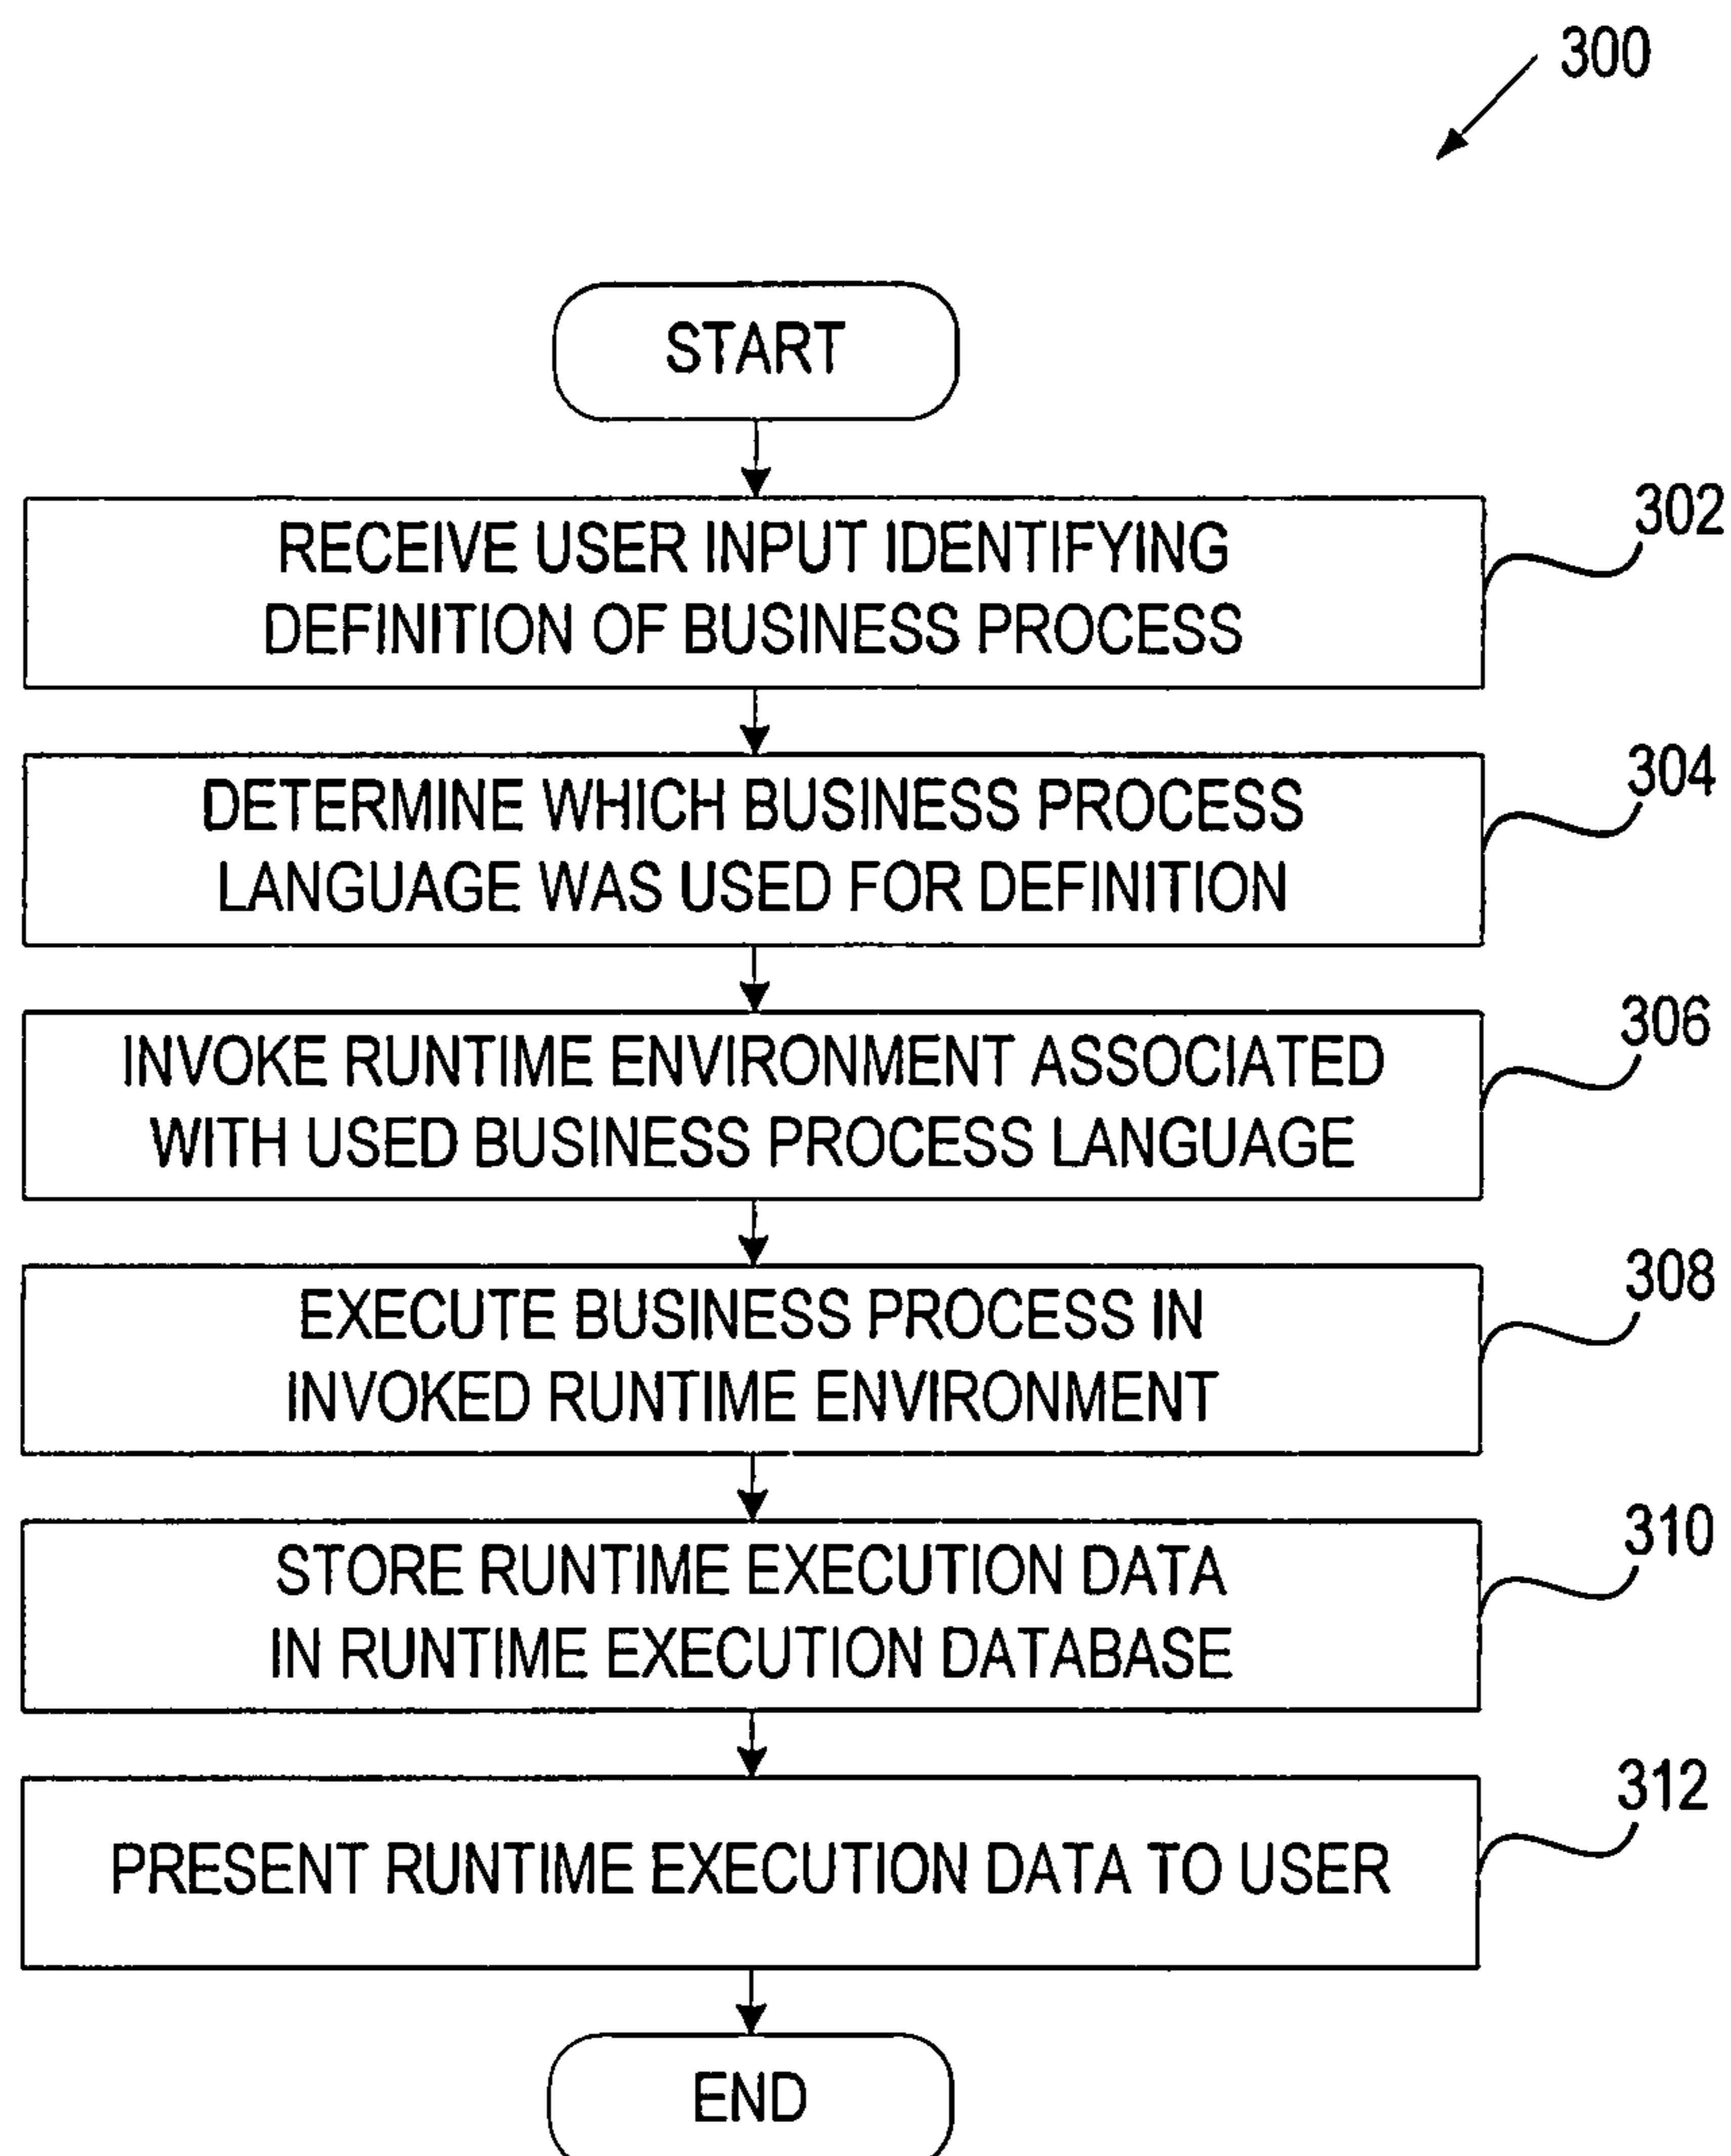 300
START
RECEIVE USER INPUT IDENTIFYING
DEFINITION OF BUSINESS PROCESS
302
DETERMINE WHICH BUSINESS PROCESS
LANGUAGE WAS USED FOR DEFINITION
304
INVOKE RUNTIME ENVIRONMENT ASSOCIATED
WITH USED BUSINESS PROCESS LANGUAGE
306
EXECUTE BUSINESS PROCESS IN
INVOKED RUNTIME ENVIRONMENT
308
STORE RUNTIME EXECUTION DATA
IN RUNTIME EXECUTION DATABASE
310
PRESENT RUNTIME EXECUTION DATA TO USER
312
END